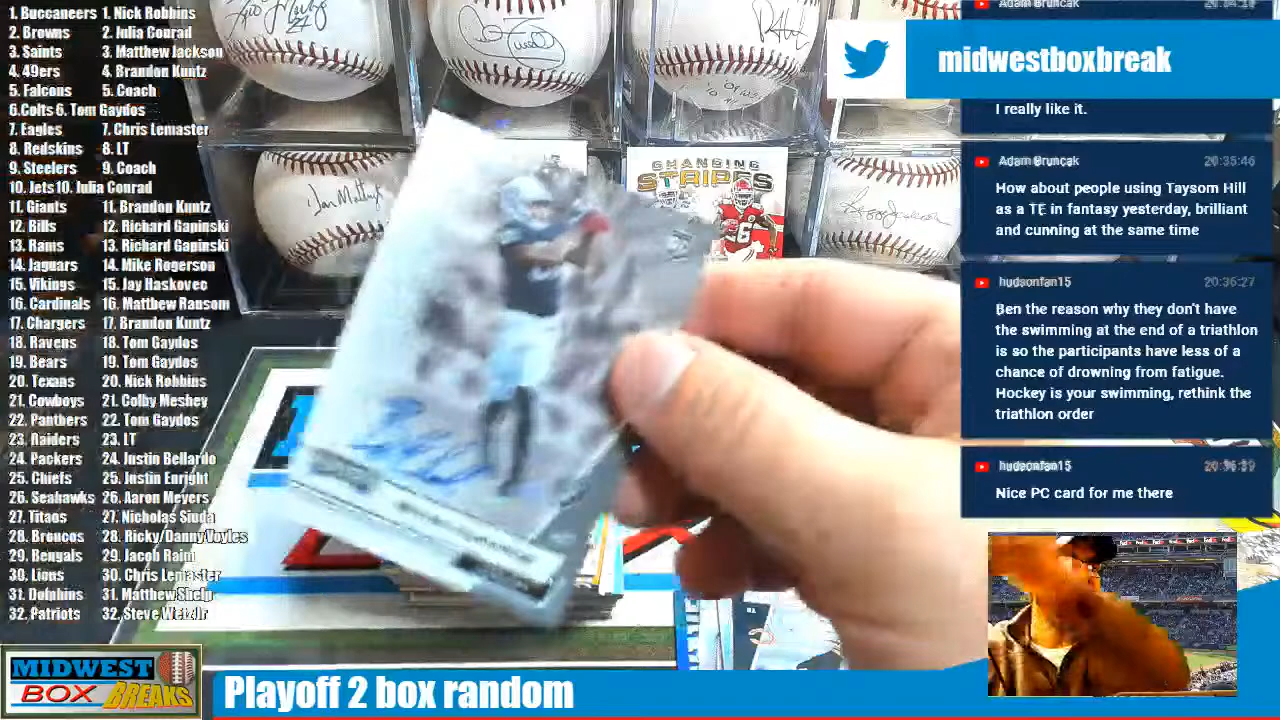 1. Buccaneers 1. Nick Robbins
2. Browns 2. Julia Conrad
3. Saints 3. Matthew Jackson
4. 49ers 4. Brandon Kuntz
5. Falcons 5. Coach
6.Colts 6. Tom Gaydos
7. Eagles 7. Chris Lemaster
8. Redskins 8. LT
9. Steelers 9. Coach
10. Jets 10. Julia Conrad
11. Giants 11. Brandon Kuntz
12. Bills 12. Richard Gapinski
13. Rams 13. Richard Gapinski
14. Jaguars 14. Mike Rogerson
15. Vikings 15. Jay Haskovec
16. Cardinals 16. Matthew Ransom
17. Chargers 17. Brandon Kuntz
18. Ravens 18. Tom Gaydos
19. Bears 19. Tom Gaydos
20. Texans 20. Nick Robbins
21. Cowboys 21. Colby Meshey
22. Panthers 22. Tom Gaydos
23. Raiders 23. LT
24. Packers 24. Justin Bellardo
25. Chiefs 25. Justin Enright
26. Seahawks 26. Aaron Meyers
27. Titans 27. Nicholas Siuda
28. Broncos 28. Ricky/DannyVoyles
29. Bengals 29. Jacob Raim
30. Lions 30. Chris Lemaster
31. Dolphins 31. Matthew
32. Patriots 32. Steve
MIDWEST
BOX BREAKS
Playoff 2 box random
CHANGING
STRIPES
midwestboxbreak
Adam Bruncak
I really like it.
Adam Bruncak 20:35:46
How about people using Taysom Hill
as a TE in fantasy yesterday, brilliant
and cunning at the same time
hudsonfan15 20:36:27
Ben the reason why they don't have
the swimming at the end of a triathlon
is so the participants have less of a
chance of drowning from fatigue.
Hockey is your swimming, rethink the
triathlon order
hudsonfan15
Nice PC card for me there